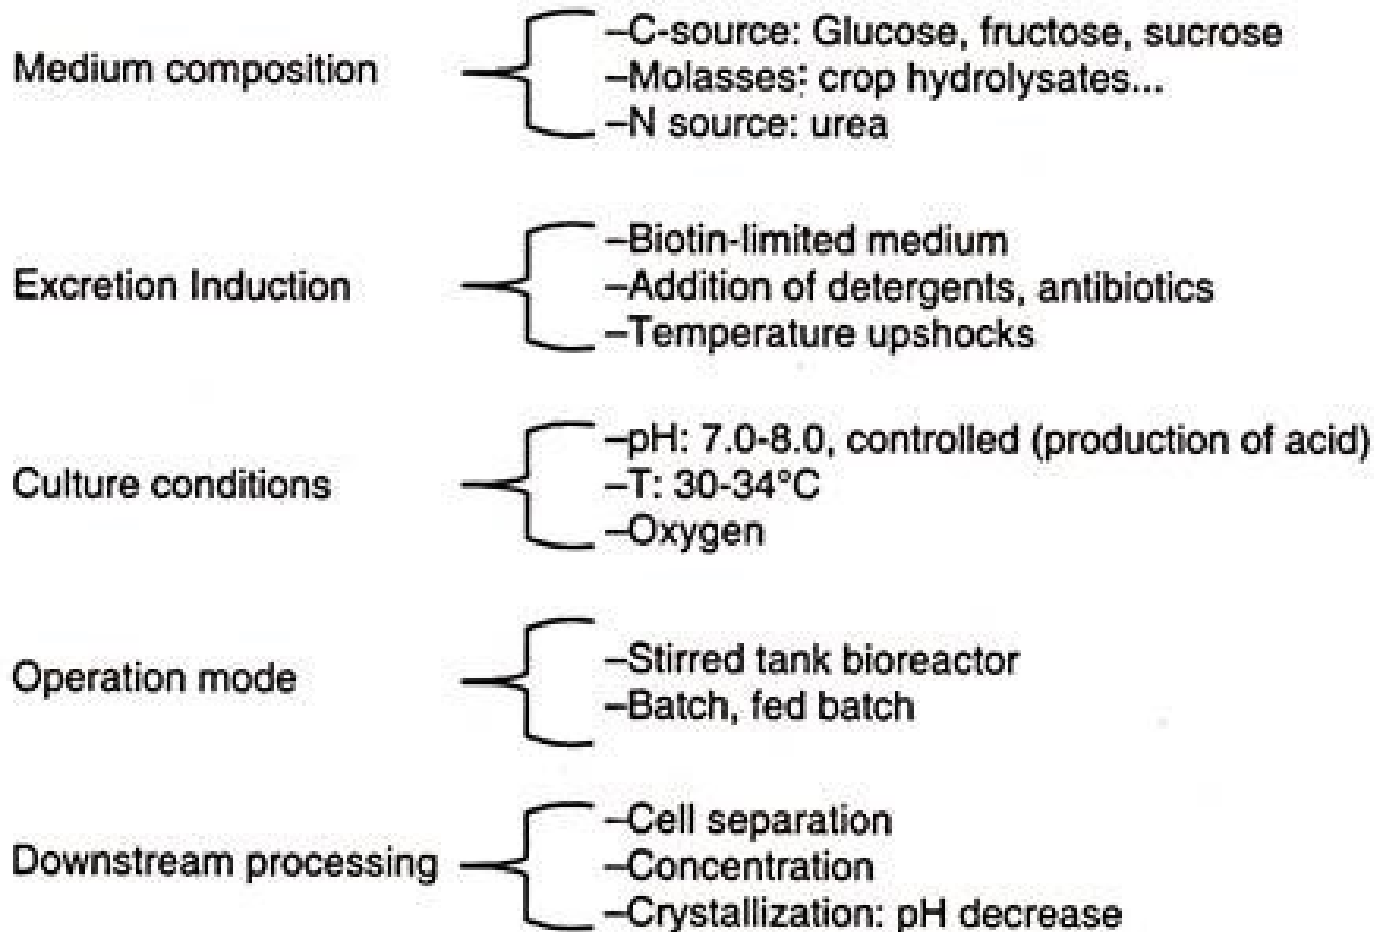 Medium composition
–C-source: Glucose, fructose, sucrose
–Molasses: crop hydrolysates...
–N source: urea
Excretion Induction
–Biotin-limited medium
–Addition of detergents, antibiotics
–Temperature upshocks
Culture conditions
–pH: 7.0-8.0, controlled (production of acid)
–T: 30-34°C
–Oxygen
Operation mode
–Stirred tank bioreactor
–Batch, fed batch
Downstream processing
–Cell separation
–Concentration
–Crystallization: pH decrease